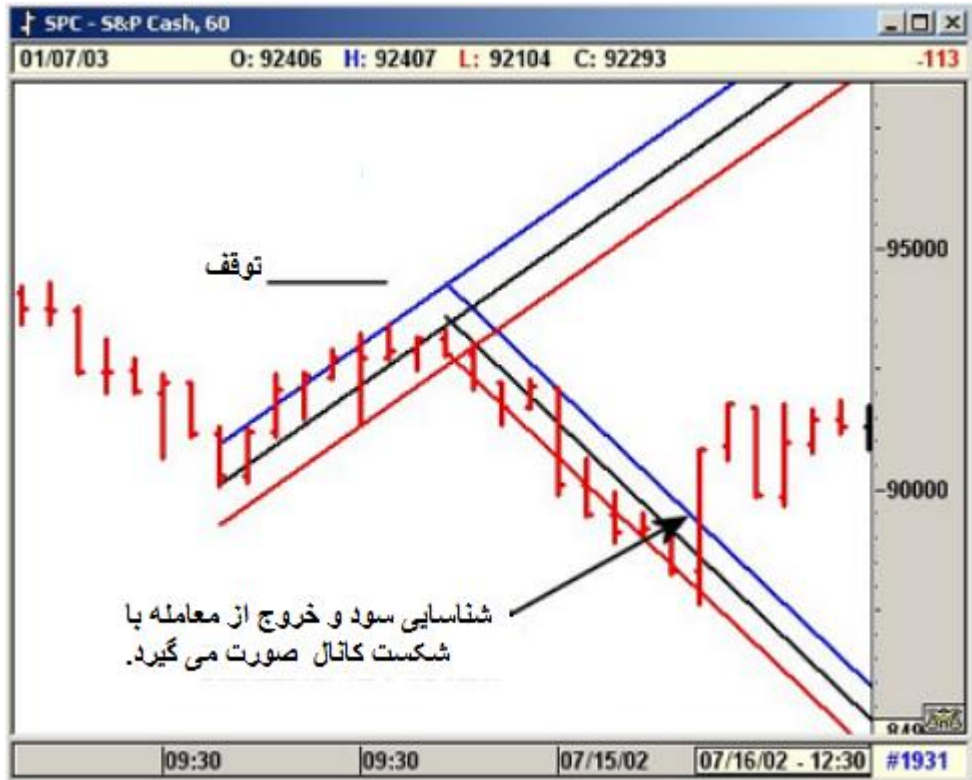 SPC - S&P Cash, 60
01/07/03 O: 92406 H: 92407 L: 92104 C: 92293 -113
توقف
95000
90000
شناسایی سود و خروج از معامله با
شکست کانال صورت می گیرد.
09:30 09:30 07/15/02 07/16/02 - 12:30 #1931